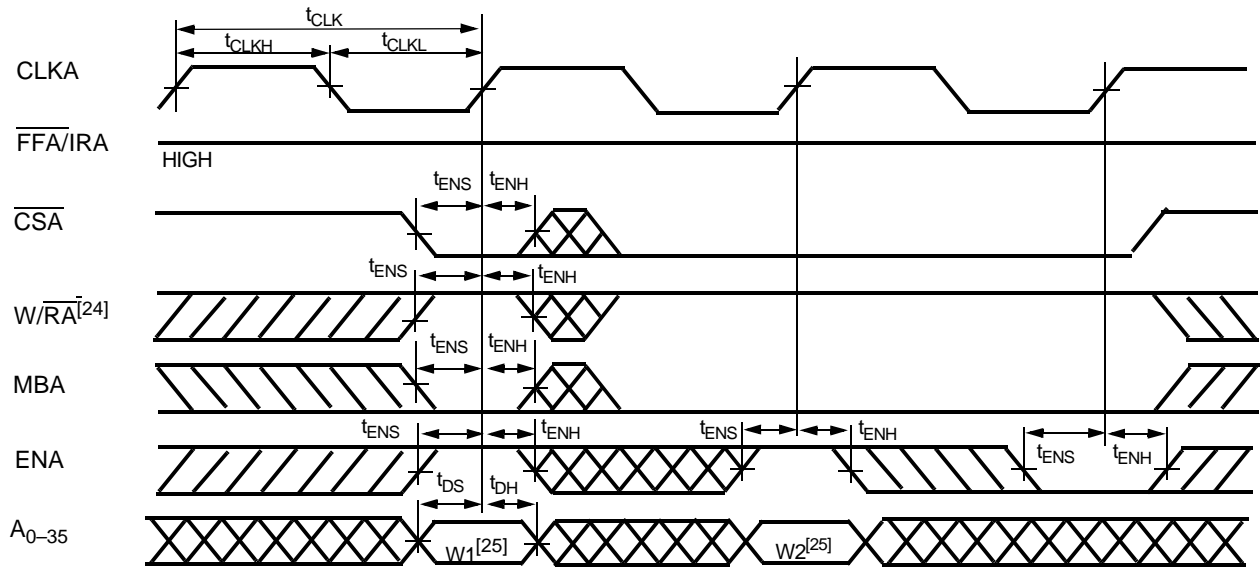 tCLK
tCLKH tCLKL
CLKA
FFA/IRA
HIGH
tENS tENH
CSA
tENS tENH
W/RA[24]
tENS tENH
MBA
tENS tENH tENS tENH
ENA
tENS tENH
tDS tDH
A0–35
W1[25] W2[25]